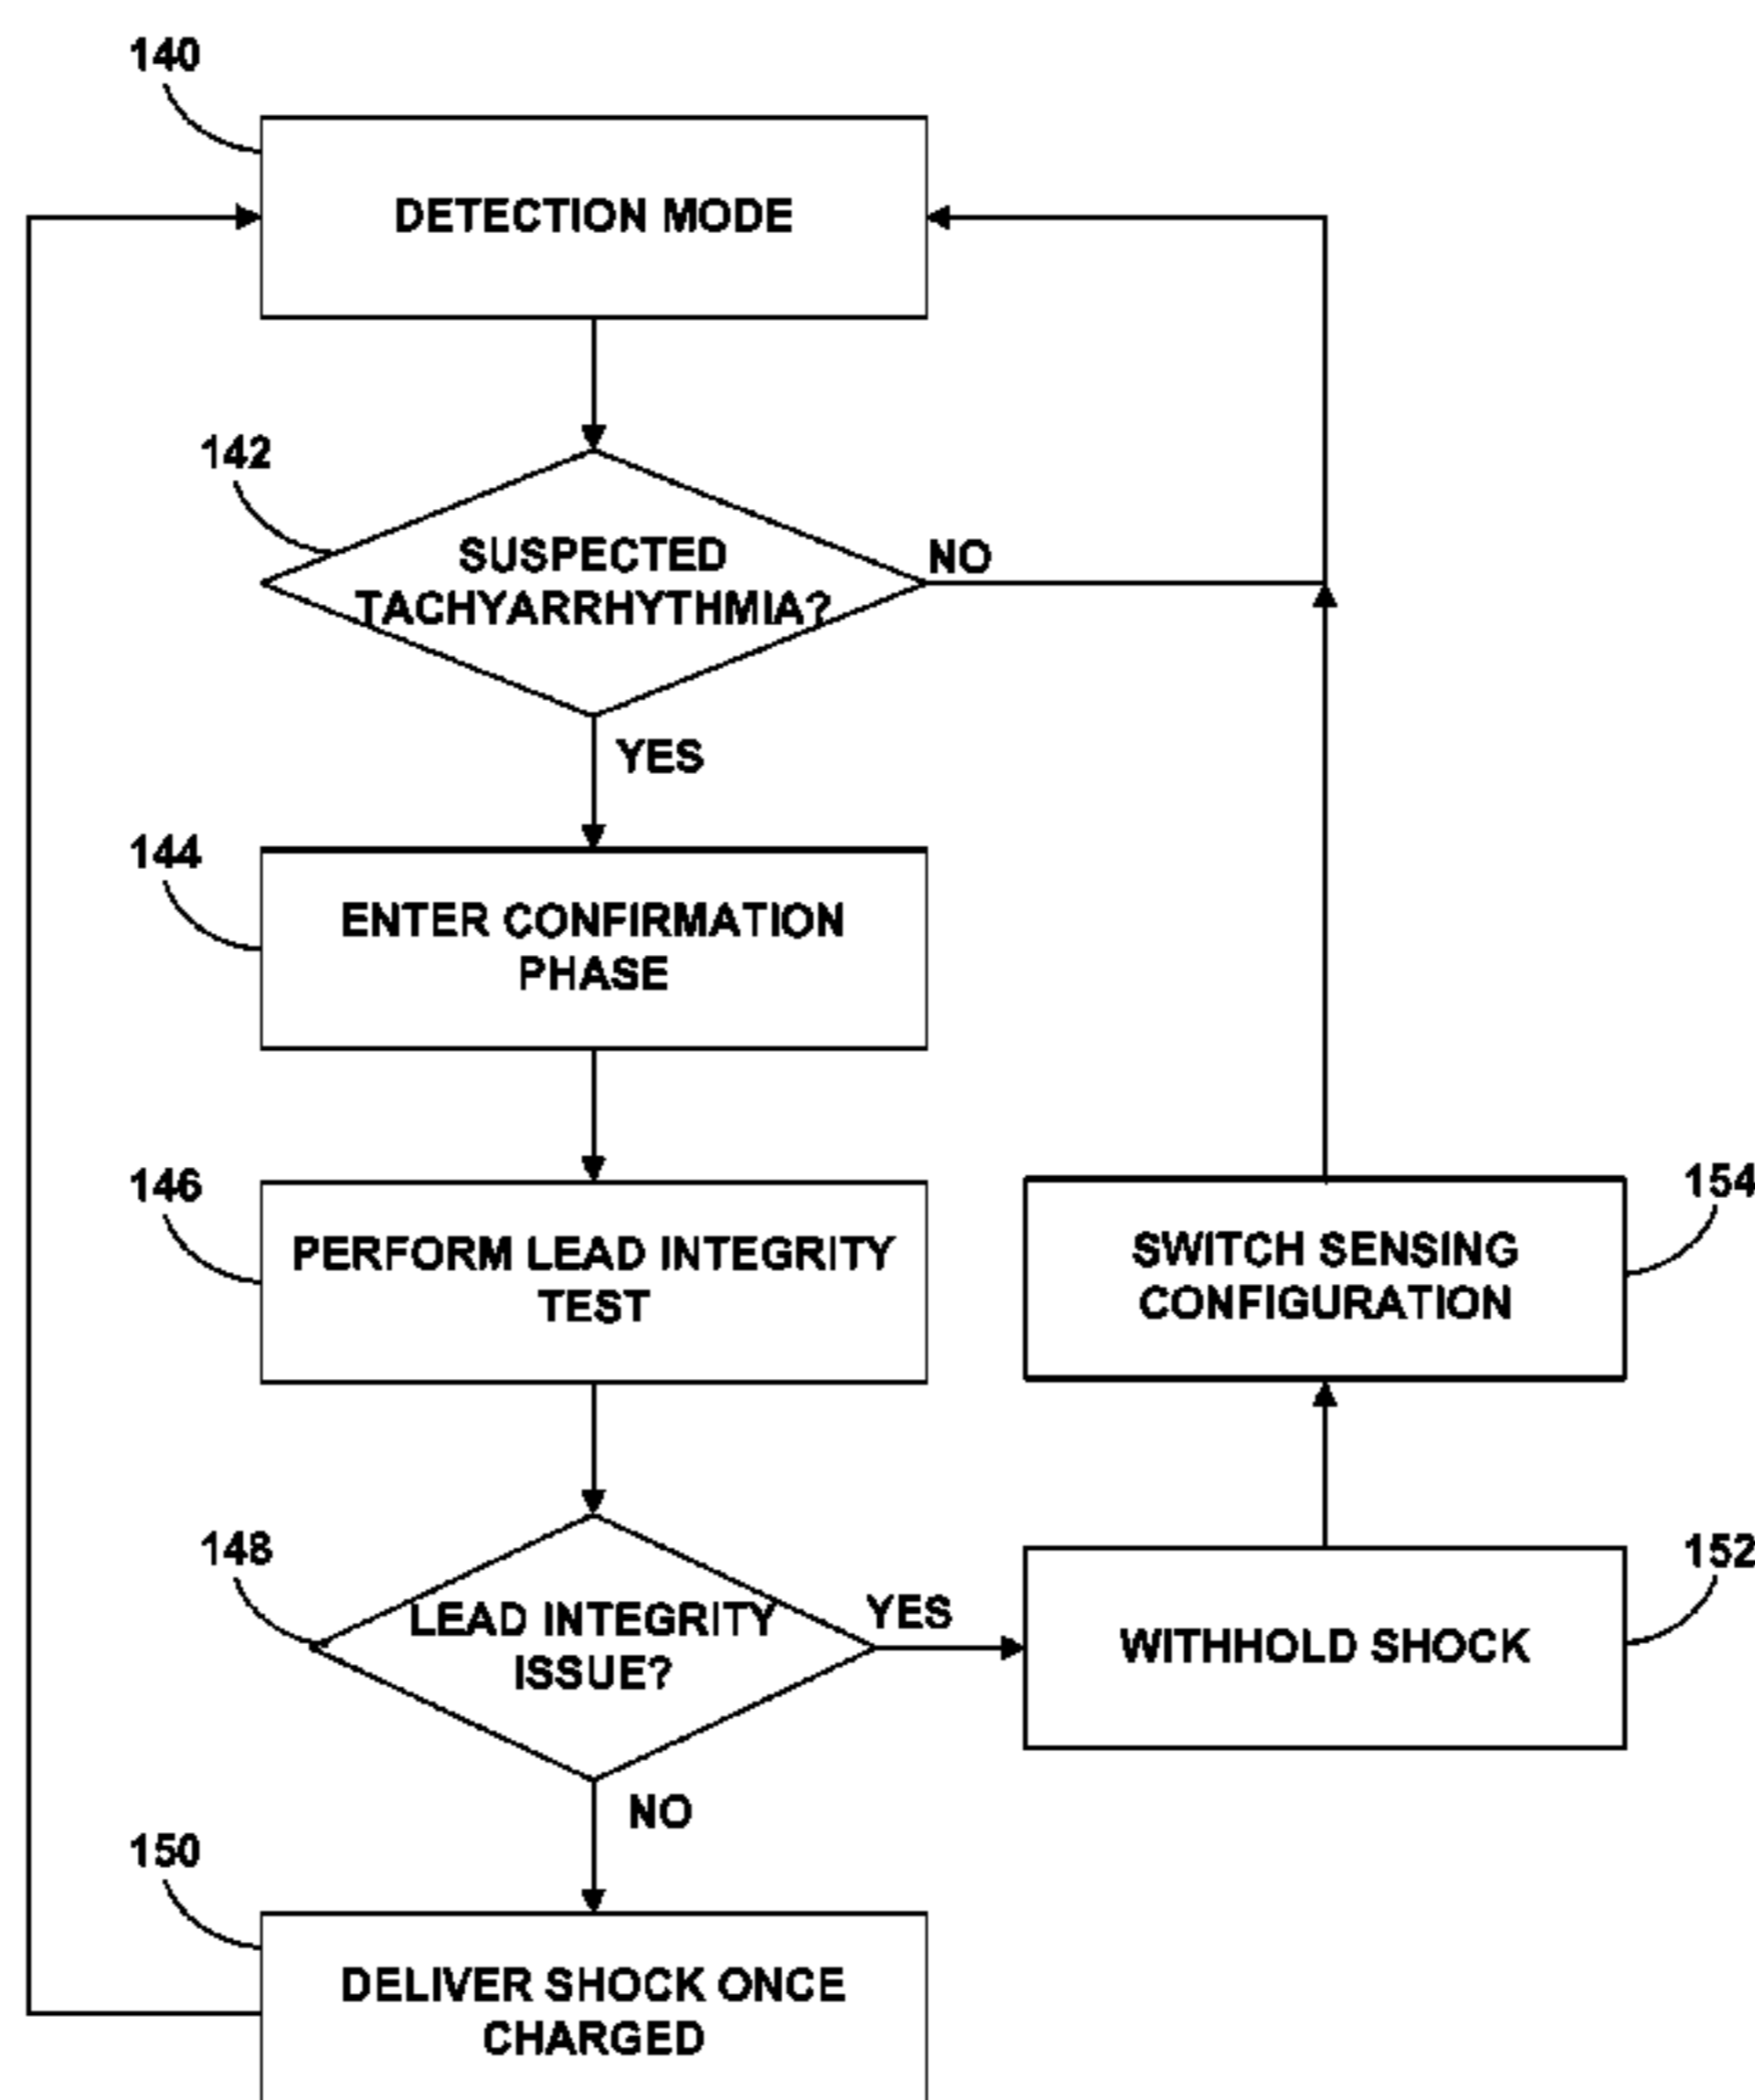 140
DETECTION MODE
142
SUSPECTED
TACHYARRHYTHMIA?
NO
YES
144
ENTER CONFIRMATION
PHASE
146
PERFORM LEAD INTEGRITY
TEST
154
SWITCH SENSING
CONFIGURATION
148
LEAD INTEGRITY
ISSUE?
YES
152
WITHHOLD SHOCK
NO
150
DELIVER SHOCK ONCE
CHARGED